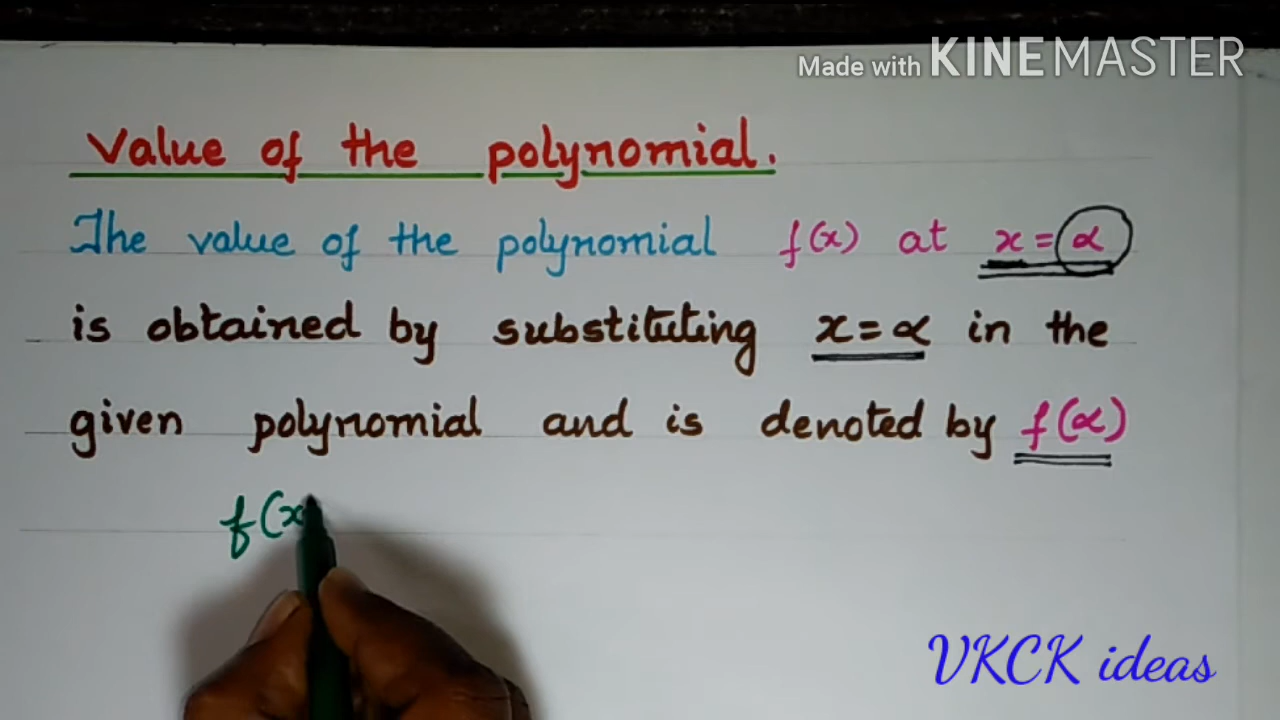 Made with KINEMASTER
Value of the polynomial.
The value of the polynomial f(x) at x = α
is obtained by substituting x = α in the
given polynomial and is denoted by f(α)
f(x
VKCK ideas